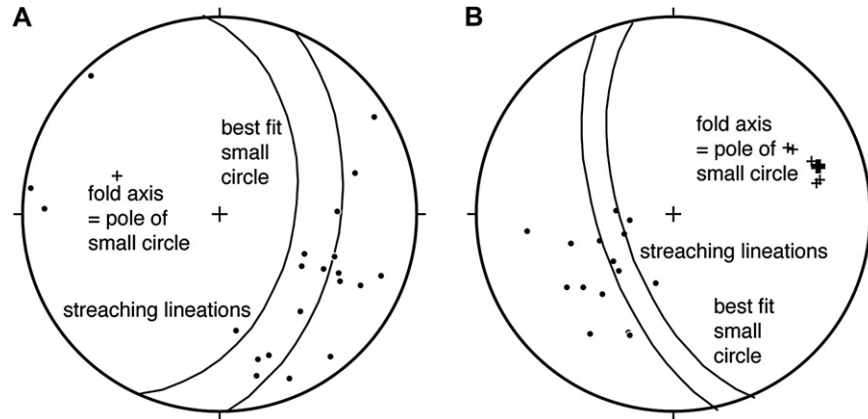 A
best fit
small
circle
fold axis
= pole of
small circle
streaching lineations
B
fold axis
= pole of
small circle
streaching lineations
best fit
small
circle